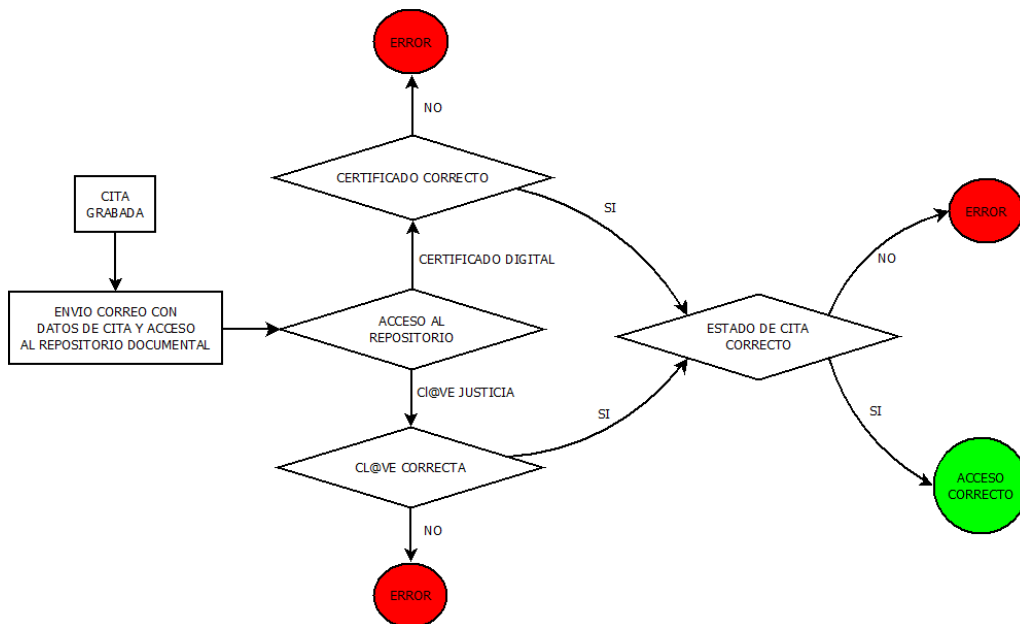 ERROR
NO
CERTIFICADO CORRECTO
CITA
GRABADA
SI
ERROR
CERTIFICADO DIGITAL
NO
ENVIO CORREO CON
DATOS DE CITA Y ACCESO
AL REPOSITORIO DOCUMENTAL
ACCESO AL
REPOSITORIO
ESTADO DE CITA
CORRECTO
Cl@VE JUSTICIA
SI
SI
CL@VE CORRECTA
ACCESO
CORRECTO
NO
ERROR